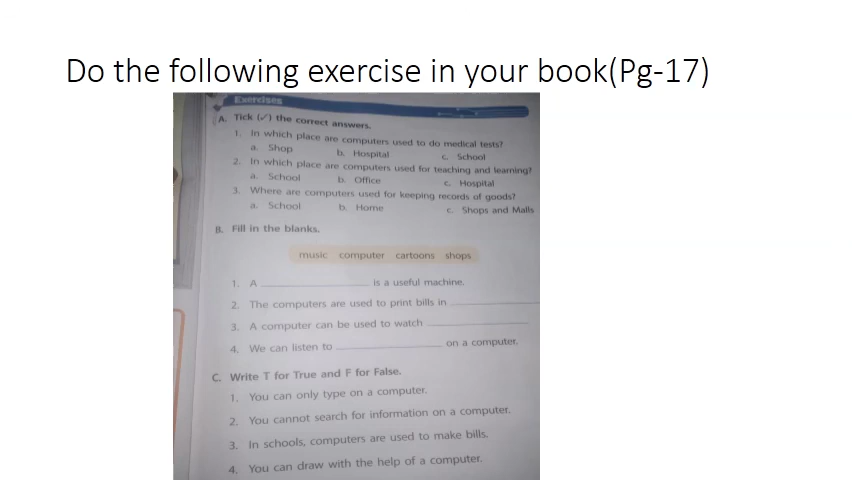 Do the following exercise in your book(Pg-17)
Exercises
A. Tick (✓) the correct answers.
1. In which place are computers used to do medical tests?
a. Shop b. Hospital c. School
2. In which place are computers used for teaching and learning?
a. School b. Office c. Hospital
3. Where are computers used for keeping records of goods?
a. School b. Home c. Shops and Malls
B. Fill in the blanks.
music computer cartoons shops
1. A ____________ is a useful machine.
2. The computers are used to print bills in ____________
3. A computer can be used to watch ____________
4. We can listen to ____________ on a computer.
C. Write T for True and F for False.
1. You can only type on a computer.
2. You cannot search for information on a computer.
3. In schools, computers are used to make bills.
4. You can draw with the help of a computer.